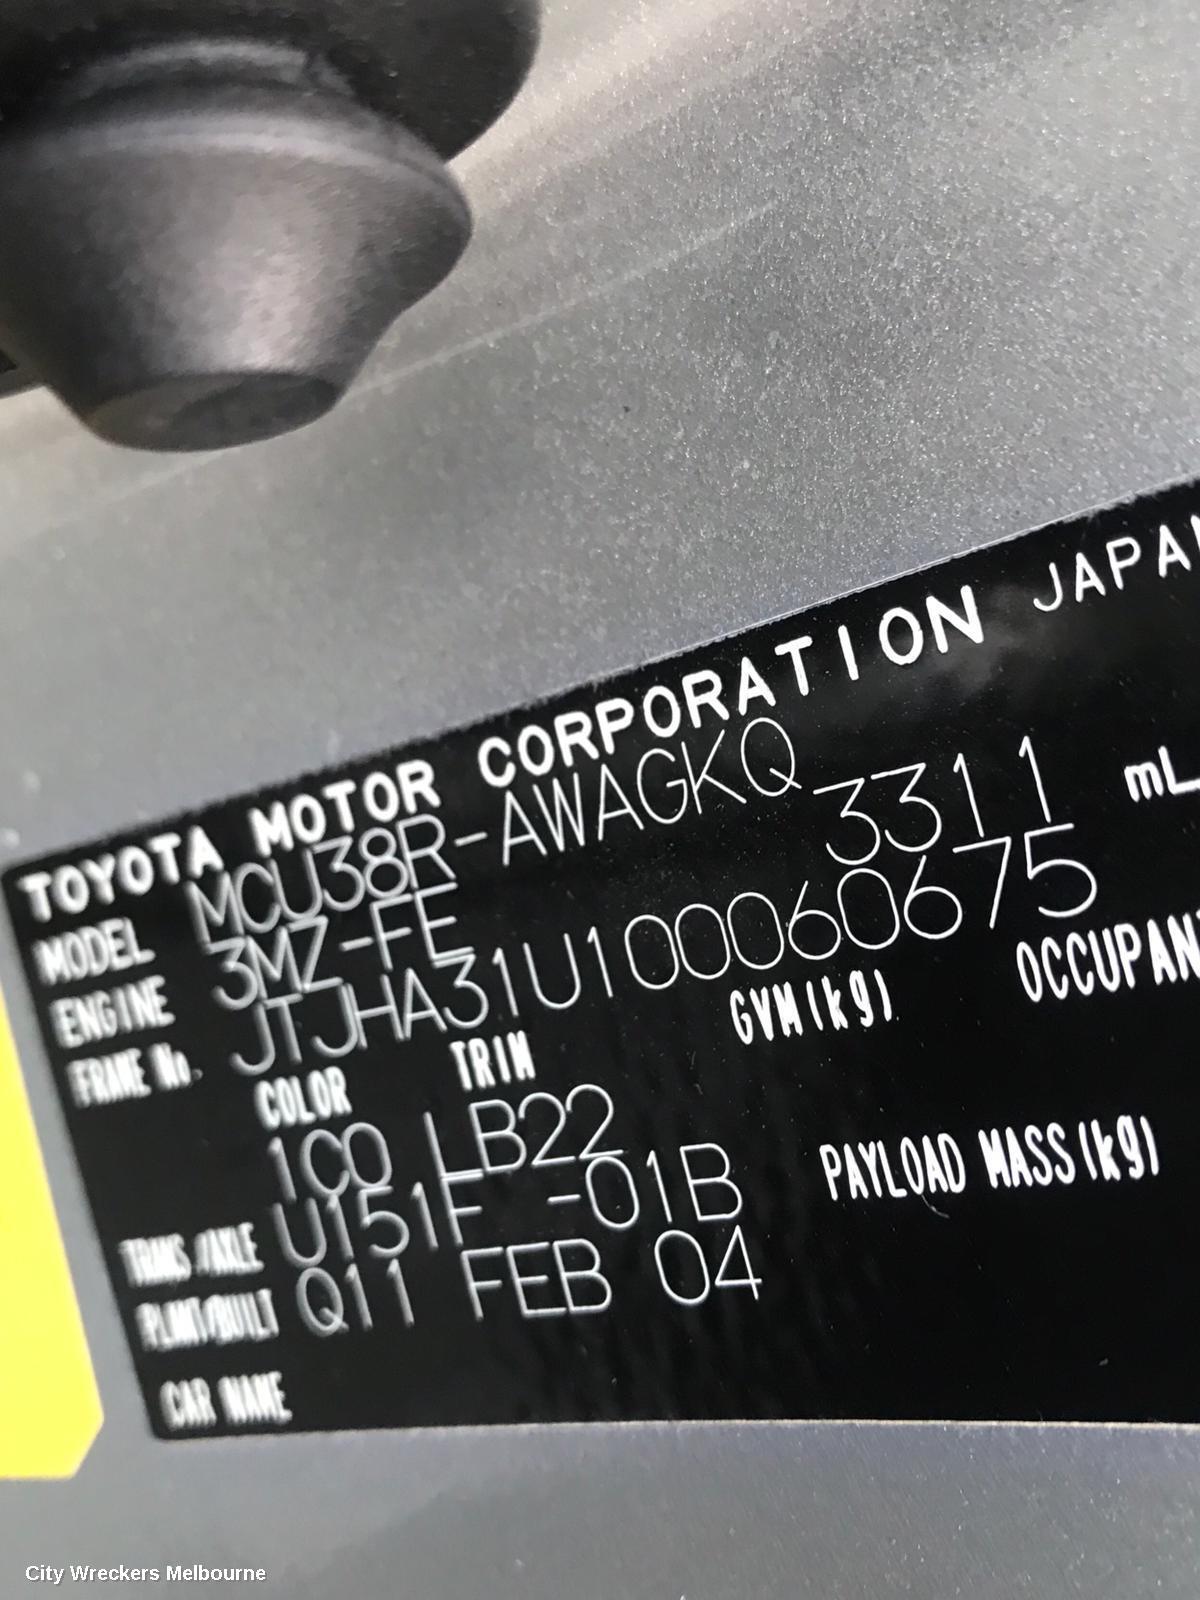 TOYOTA MOTOR CORPORATION JAPA
MODEL MCU38R-AWAGKQ
ENGINE 3MZ-FE 3311 mL
FRAME No. JTJHA31U100060675
COLOR TRIM GVM(kg) OCCUPAN
1C0 LB22
TRANS./AXLE U151F -01B PAYLOAD MASS(kg)
PLANT/BUILT Q11 FEB 04
CAR NAME
City Wreckers Melbourne